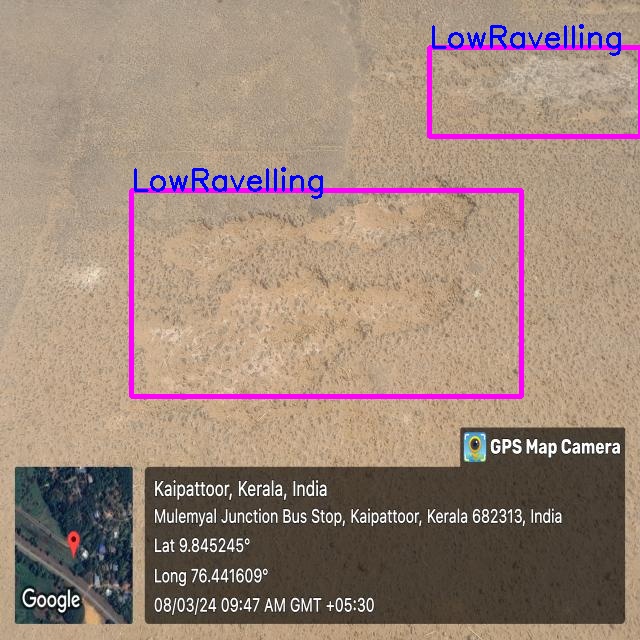 LowRavelling
LowRavelling
GPS Map Camera
Kaipattoor, Kerala, India
Mulemyal Junction Bus Stop, Kaipattoor, Kerala 682313, India
Lat 9.845245°
Long 76.441609°
08/03/24 09:47 AM GMT +05:30
Google